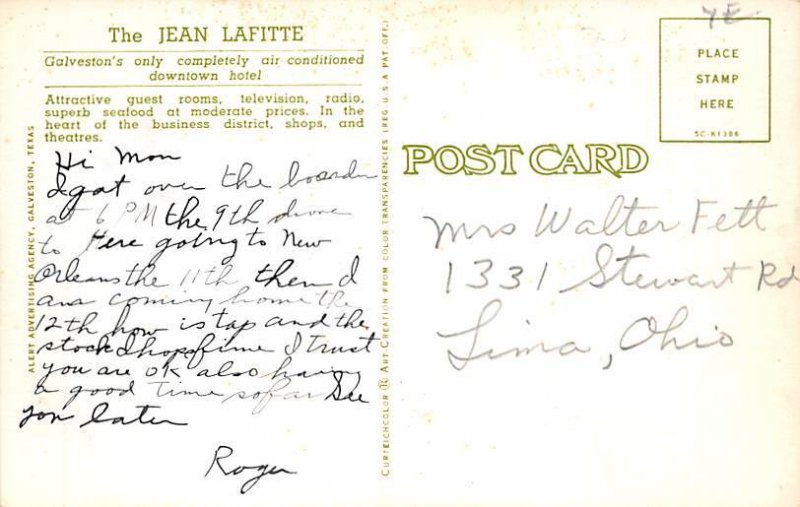 The JEAN LAFITTE
Galveston's only completely air conditioned
downtown hotel
Attractive guest rooms, television, radio,
superb seafood at moderate prices. In the
heart of the business district, shops, and
theatres.
Hi Mom
I got over the boarder
at 6 PM the 9th drove
to Here going to New
Orleans the 11th then I
am coming home the
12th how is tap and the
stock I hope fime I trust
you are OK also having
a good time so far See
you later
Roger
ALERT ADVERTISING AGENCY, GALVESTON, TEXAS
CURTEICHCOLOR ART CREATION FROM COLOR TRANSPARENCIES (REG. U S A PAT OFF.)
YE
PLACE
STAMP
HERE
5C-K1386
POST CARD
Mrs Walter Fett
1331 Stewart Rd
Lima, Ohio